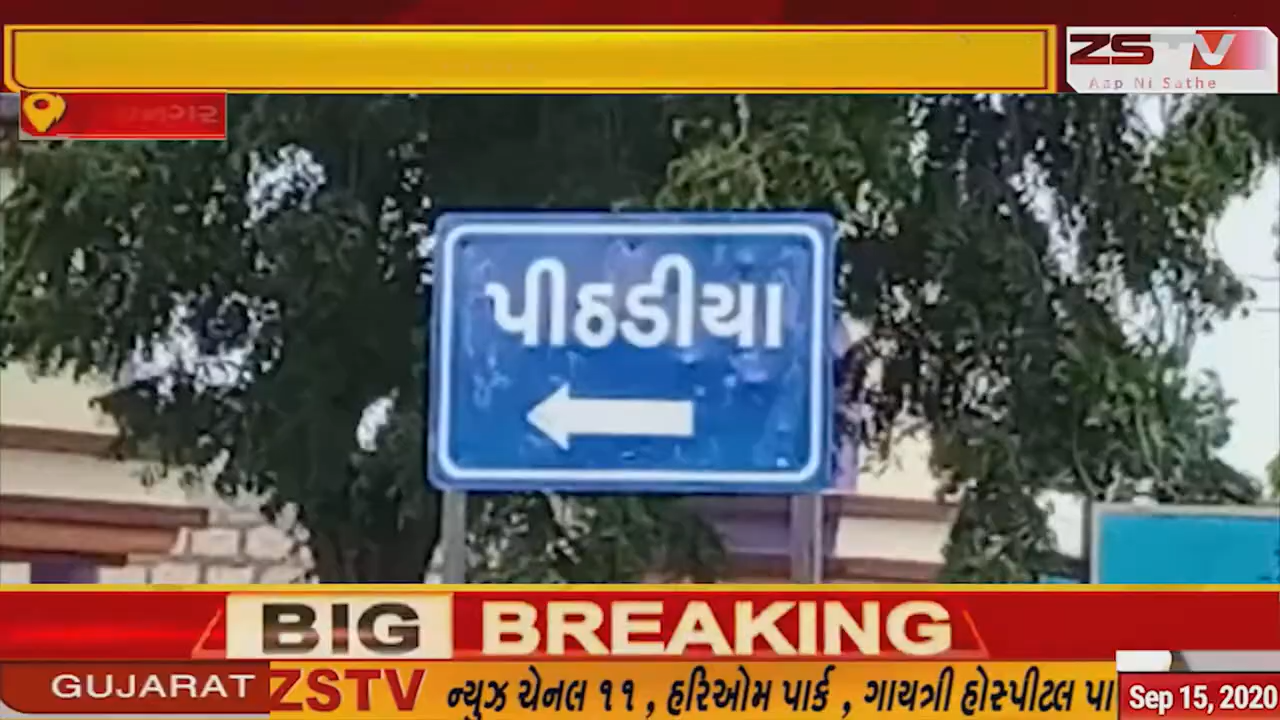 ZSTV
Aap Ni Sathe
પીઠડીયા
BIG BREAKING
GUJARAT
ZSTV ન્યુઝ ચેનલ ૧૧ , હરિઓમ પાર્ક , ગાયત્રી હોસ્પીટલ પા
Sep 15, 2020